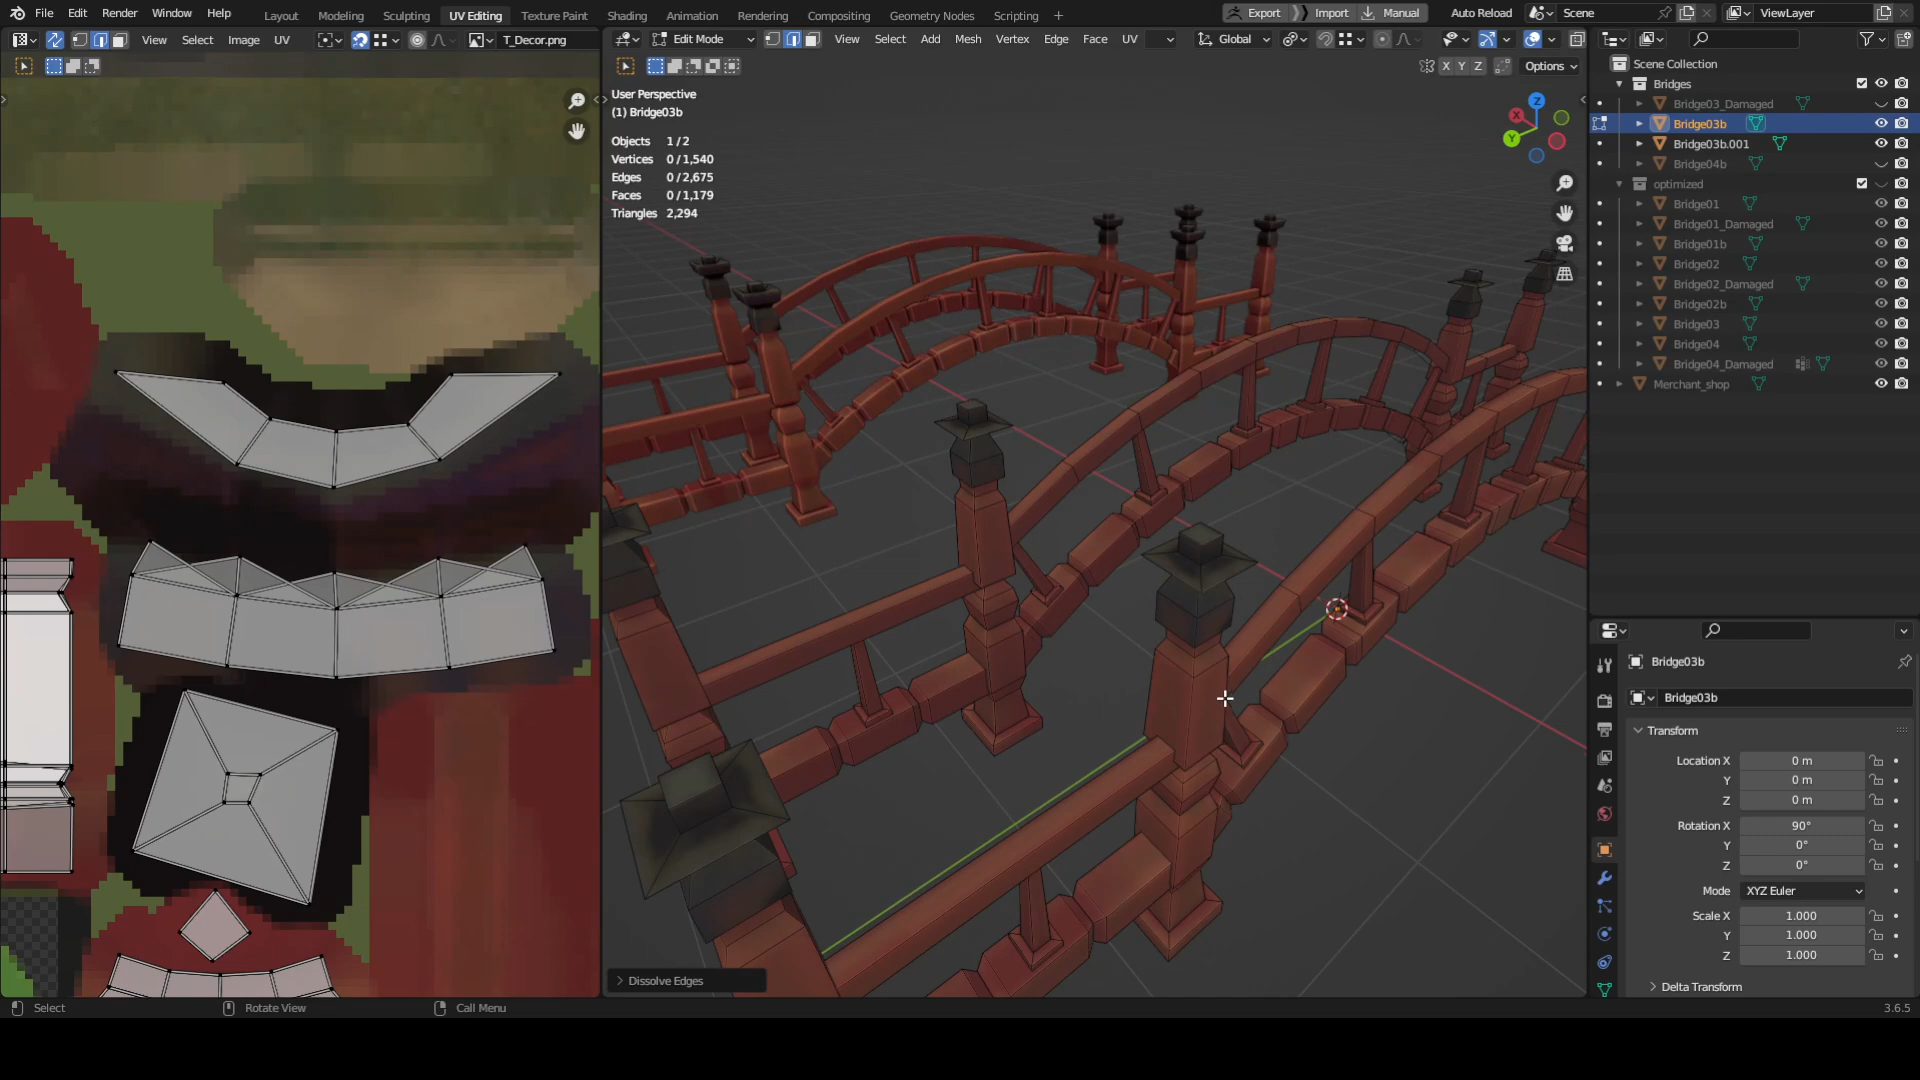 File Edit Render Window Help Layout Modeling Sculpting UV Editing Texture Paint Shading Animation Rendering Compositing Geometry Nodes Scripting + Export Import Manual Auto Reload Scene ViewLayer
View Select Image UV T_Decor.png Edit Mode View Select Add Mesh Vertex Edge Face UV Global
X Y Z Options
User Perspective
(1) Bridge03b
Objects 1/2
Vertices 0/1,540
Edges 0/2,675
Faces 0/1,179
Triangles 2,294
Z
X
Y
Scene Collection
Bridges
Bridge03_Damaged
Bridge03b
Bridge03b.001
Bridge04b
optimized
Bridge01
Bridge01_Damaged
Bridge01b
Bridge02
Bridge02_Damaged
Bridge02b
Bridge03
Bridge04
Bridge04_Damaged
Merchant_shop
Bridge03b
Bridge03b
Transform
Location X 0 m
Y 0 m
Z 0 m
Rotation X 90°
Y 0°
Z 0°
Mode XYZ Euler
Scale X 1.000
Y 1.000
Z 1.000
Delta Transform
Dissolve Edges
Select Rotate View Call Menu 3.6.5